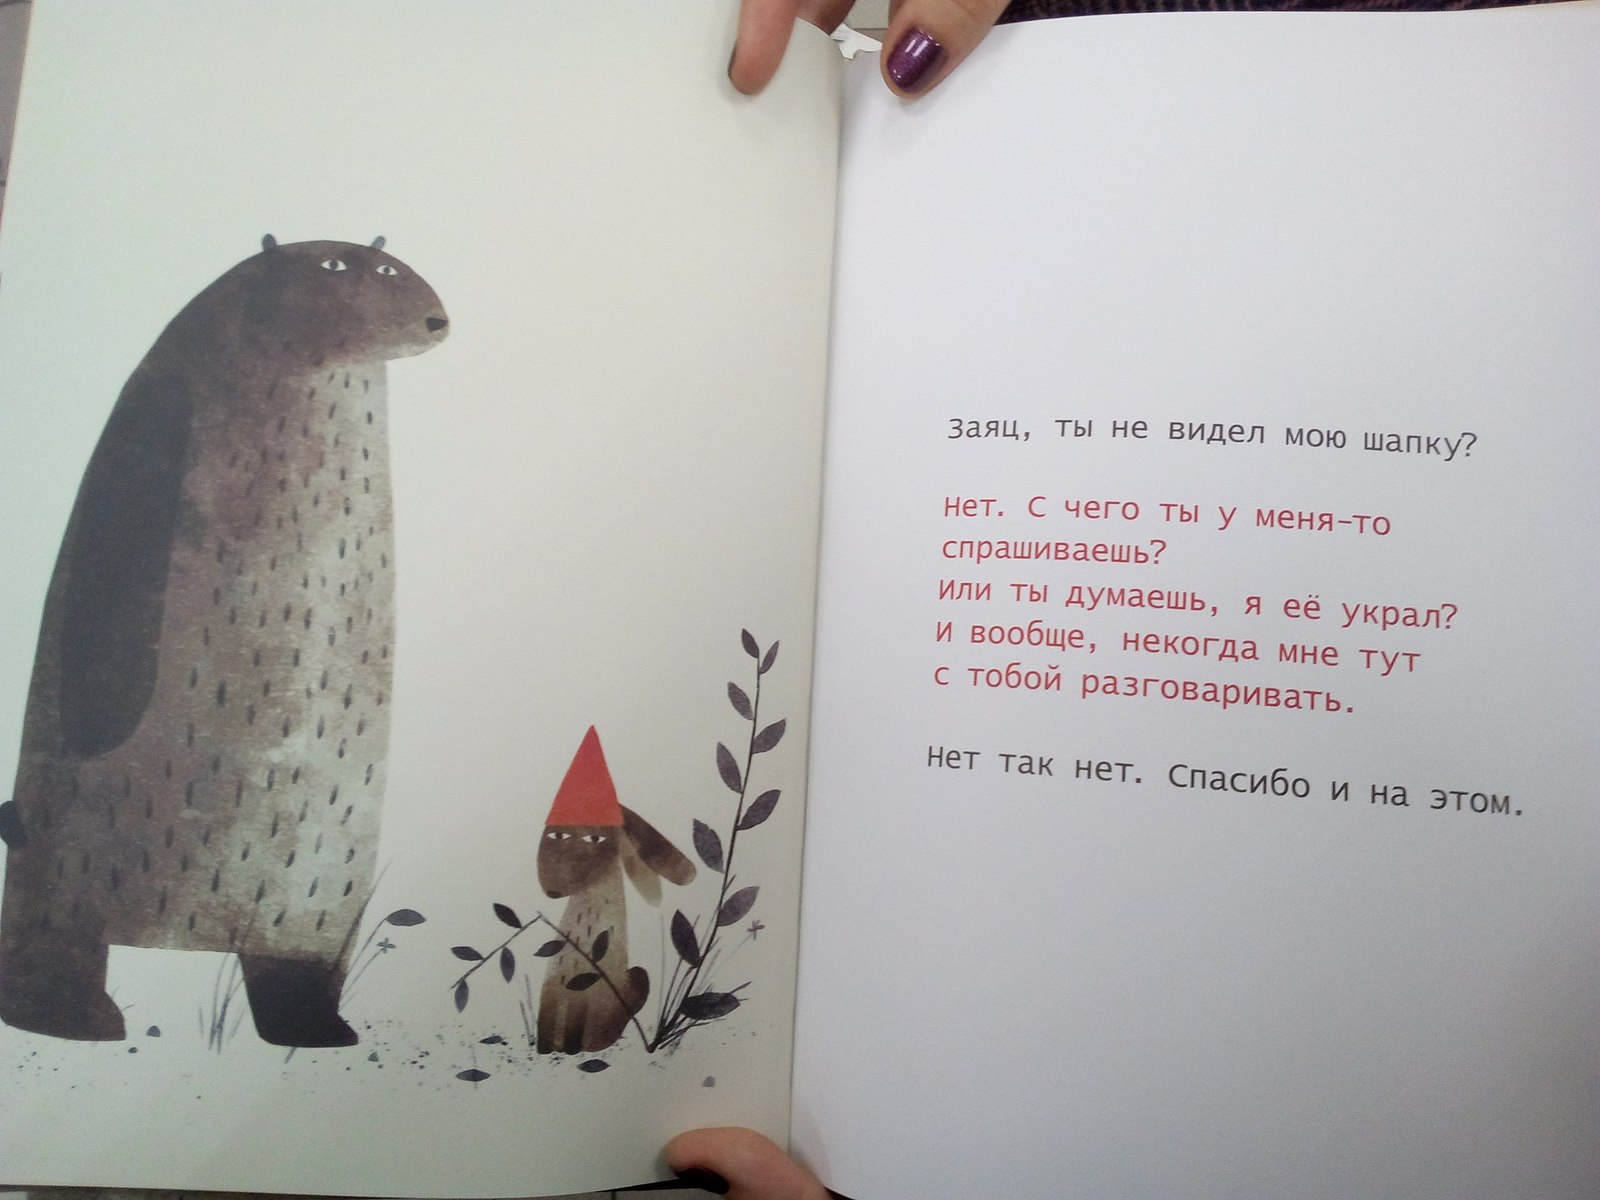 Заяц, ты не видел мою шапку?
Нет. С чего ты у меня-то
спрашиваешь?
Или ты думаешь, я её украл?
И вообще, некогда мне тут
с тобой разговаривать.
Нет так нет. Спасибо и на этом.